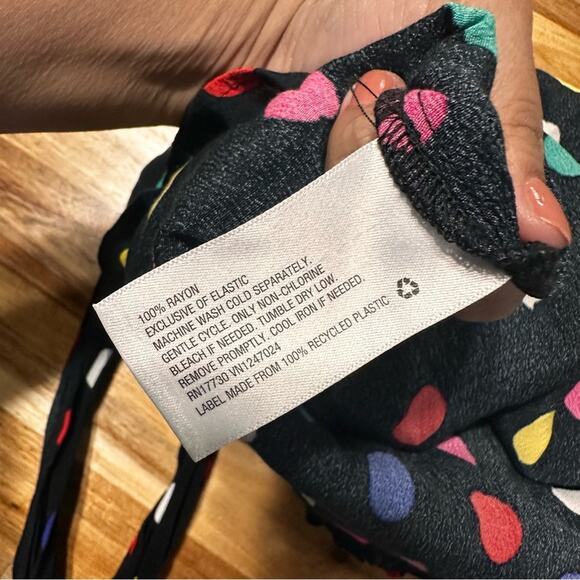 100% RAYON
EXCLUSIVE OF ELASTIC
MACHINE WASH COLD SEPARATELY.
GENTLE CYCLE. ONLY NON-CHLORINE
BLEACH IF NEEDED. TUMBLE DRY LOW.
REMOVE PROMPTLY. COOL IRON IF NEEDED.
RN17730 VN1247024
LABEL MADE FROM 100% RECYCLED PLASTIC